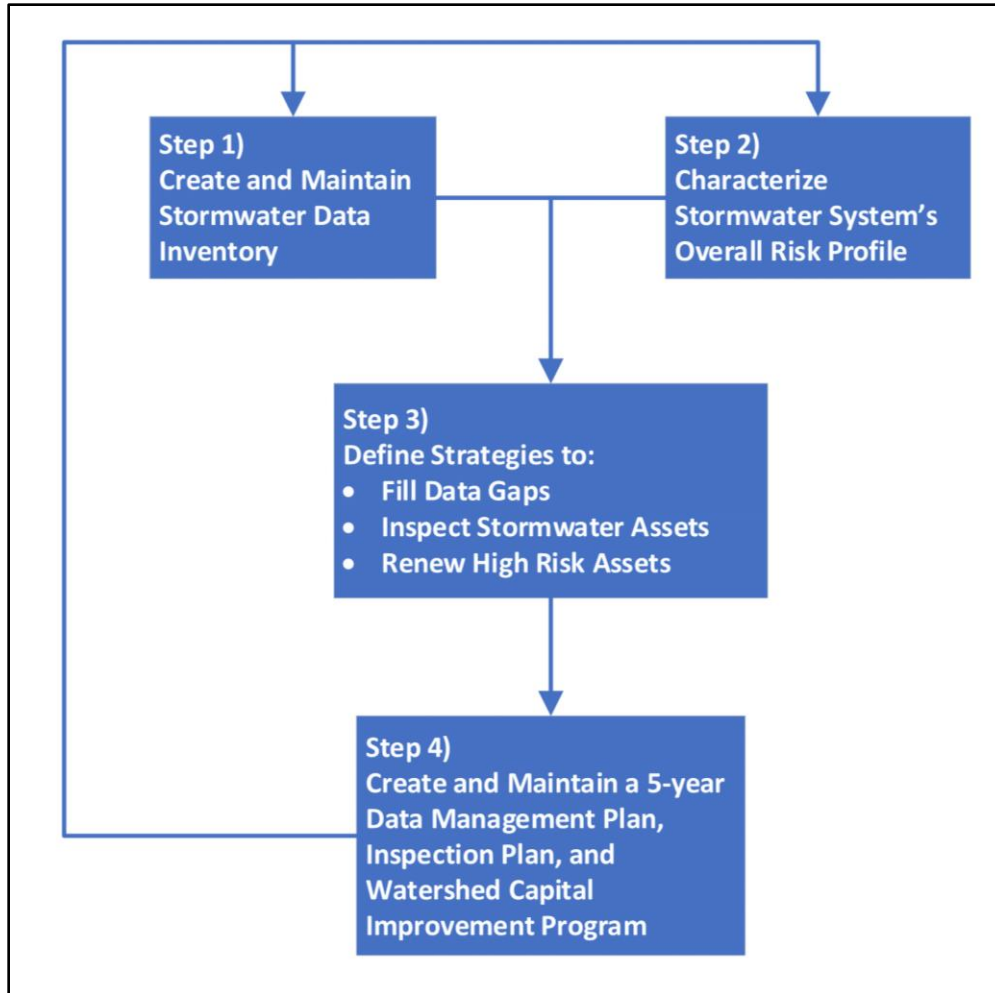 Step 1)
Create and Maintain
Stormwater Data
Inventory
Step 2)
Characterize
Stormwater System’s
Overall Risk Profile
Step 3)
Define Strategies to:
• Fill Data Gaps
• Inspect Stormwater Assets
• Renew High Risk Assets
Step 4)
Create and Maintain a 5-year
Data Management Plan,
Inspection Plan, and
Watershed Capital
Improvement Program